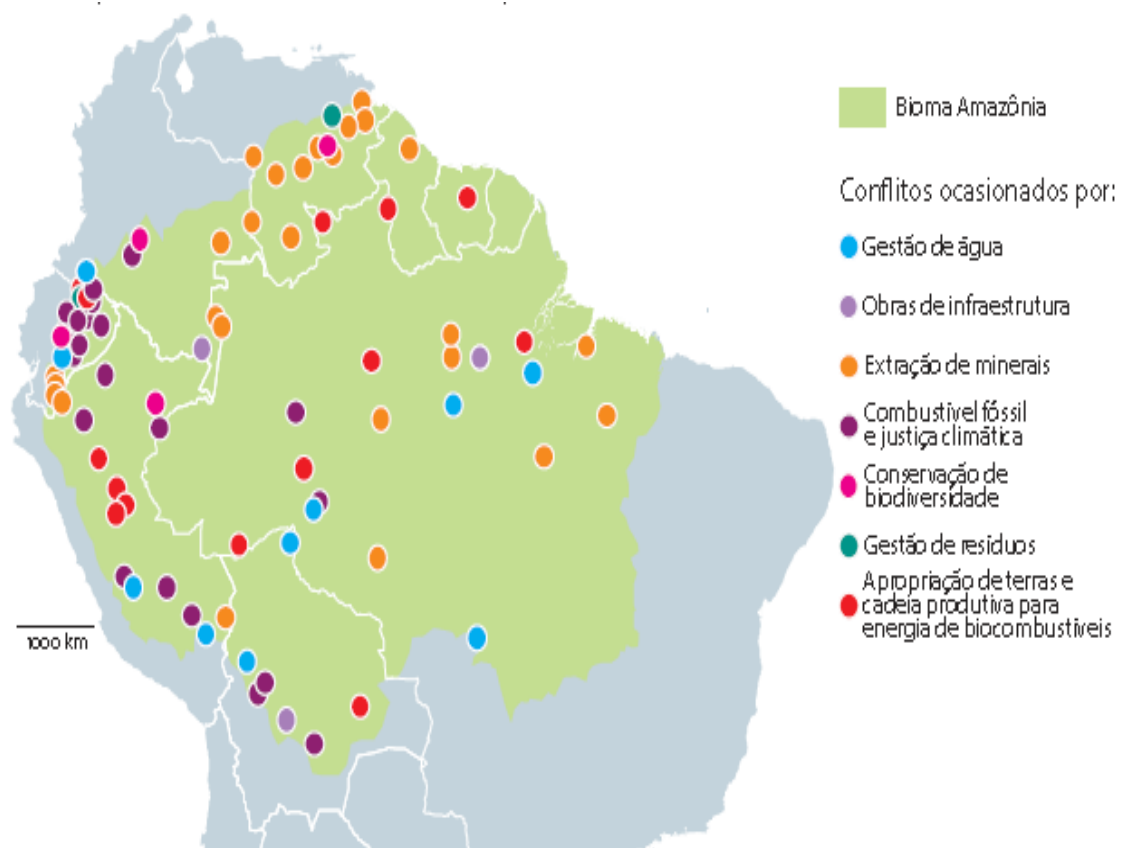 Bioma Amazônia
Conflitos ocasionados por:
Gestão de água
Obras de infraestrutura
Extração de minerais
Combustível fóssil
e justiça climática
Conservação de
biodiversidade
Gestão de resíduos
Apropriação de terras e
cadeia produtiva para
energia de biocombustíveis
1000 km